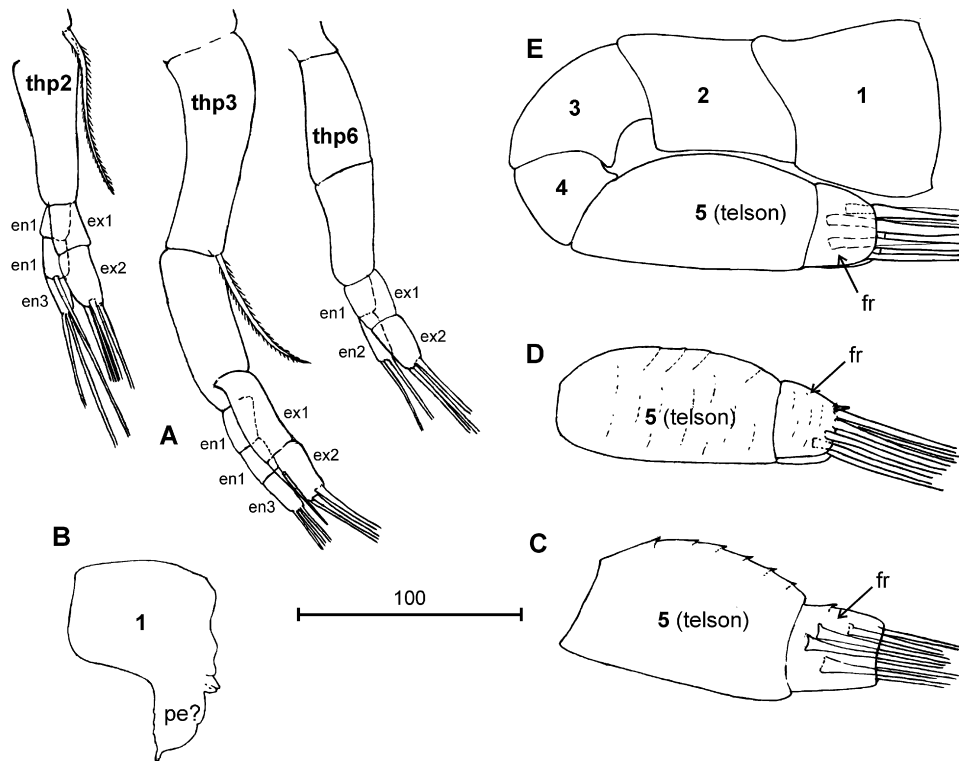 thp2
en1
ex1
en1
ex2
en3
thp3
en1
ex1
en1
ex2
en3
thp6
en1
ex1
en2
ex2
A
B
1
pe?
100
E
3
2
1
4
5 (telson)
fr
D
5 (telson)
fr
C
5 (telson)
fr